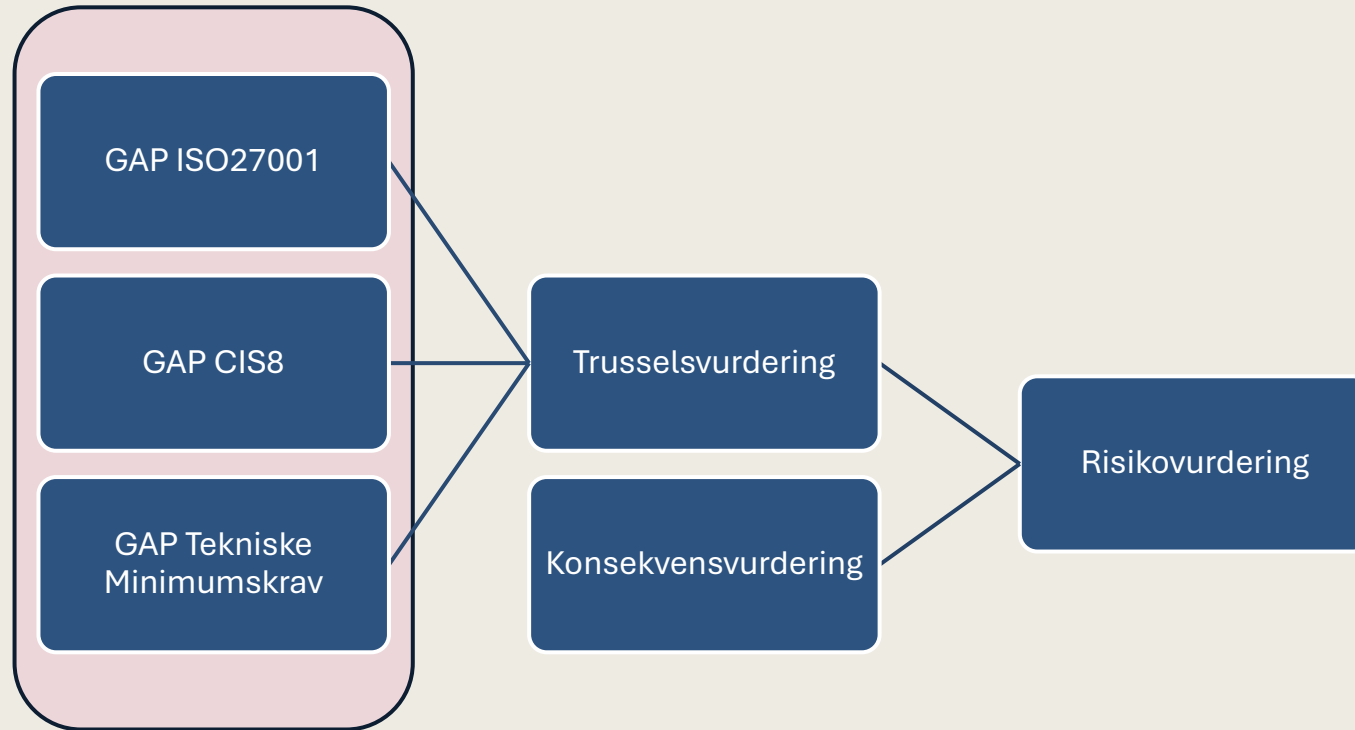 GAP ISO27001
GAP CIS8
GAP Tekniske
Minimumskrav
Trusselsvurdering
Konsekvensvurdering
Risikovurdering